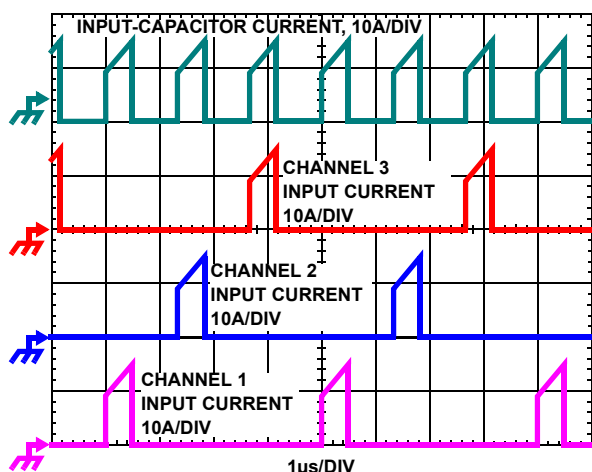 INPUT-CAPACITOR CURRENT, 10A/DIV
CHANNEL 3
INPUT CURRENT
10A/DIV
CHANNEL 2
INPUT CURRENT
10A/DIV
CHANNEL 1
INPUT CURRENT
10A/DIV
1µs/DIV